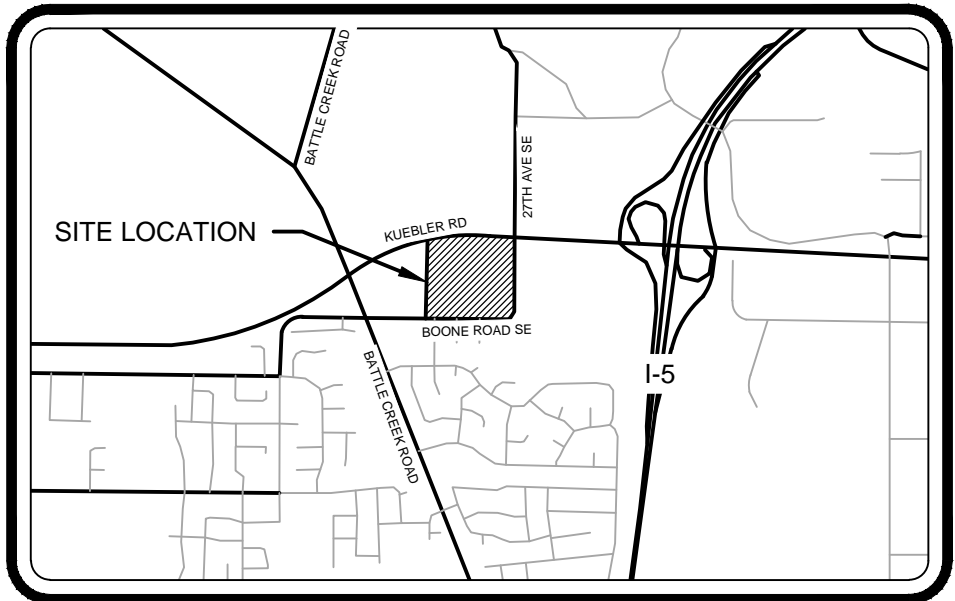 BATTLE CREEK ROAD
27TH AVE SE
SITE LOCATION
KUEBLER RD
BOONE ROAD SE
BATTLE CREEK ROAD
I-5